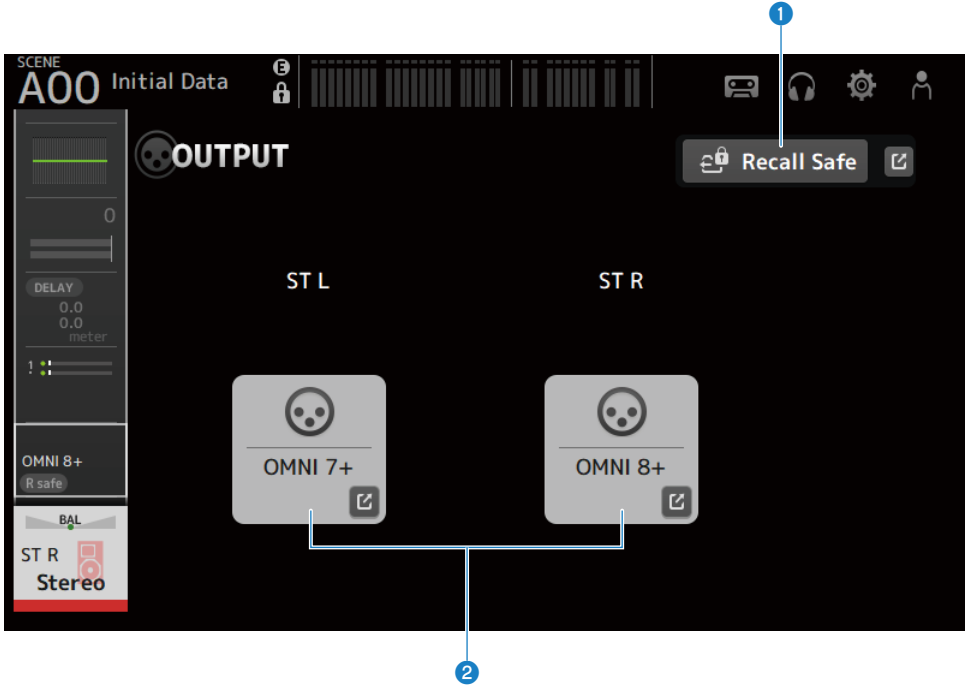 1
SCENE
A00 Initial Data
E
OUTPUT
Recall Safe
0
ST L
ST R
DELAY
0.0
0.0
meter
!
OMNI 7+
OMNI 8+
OMNI 8+
R safe
BAL
ST R
Stereo
2